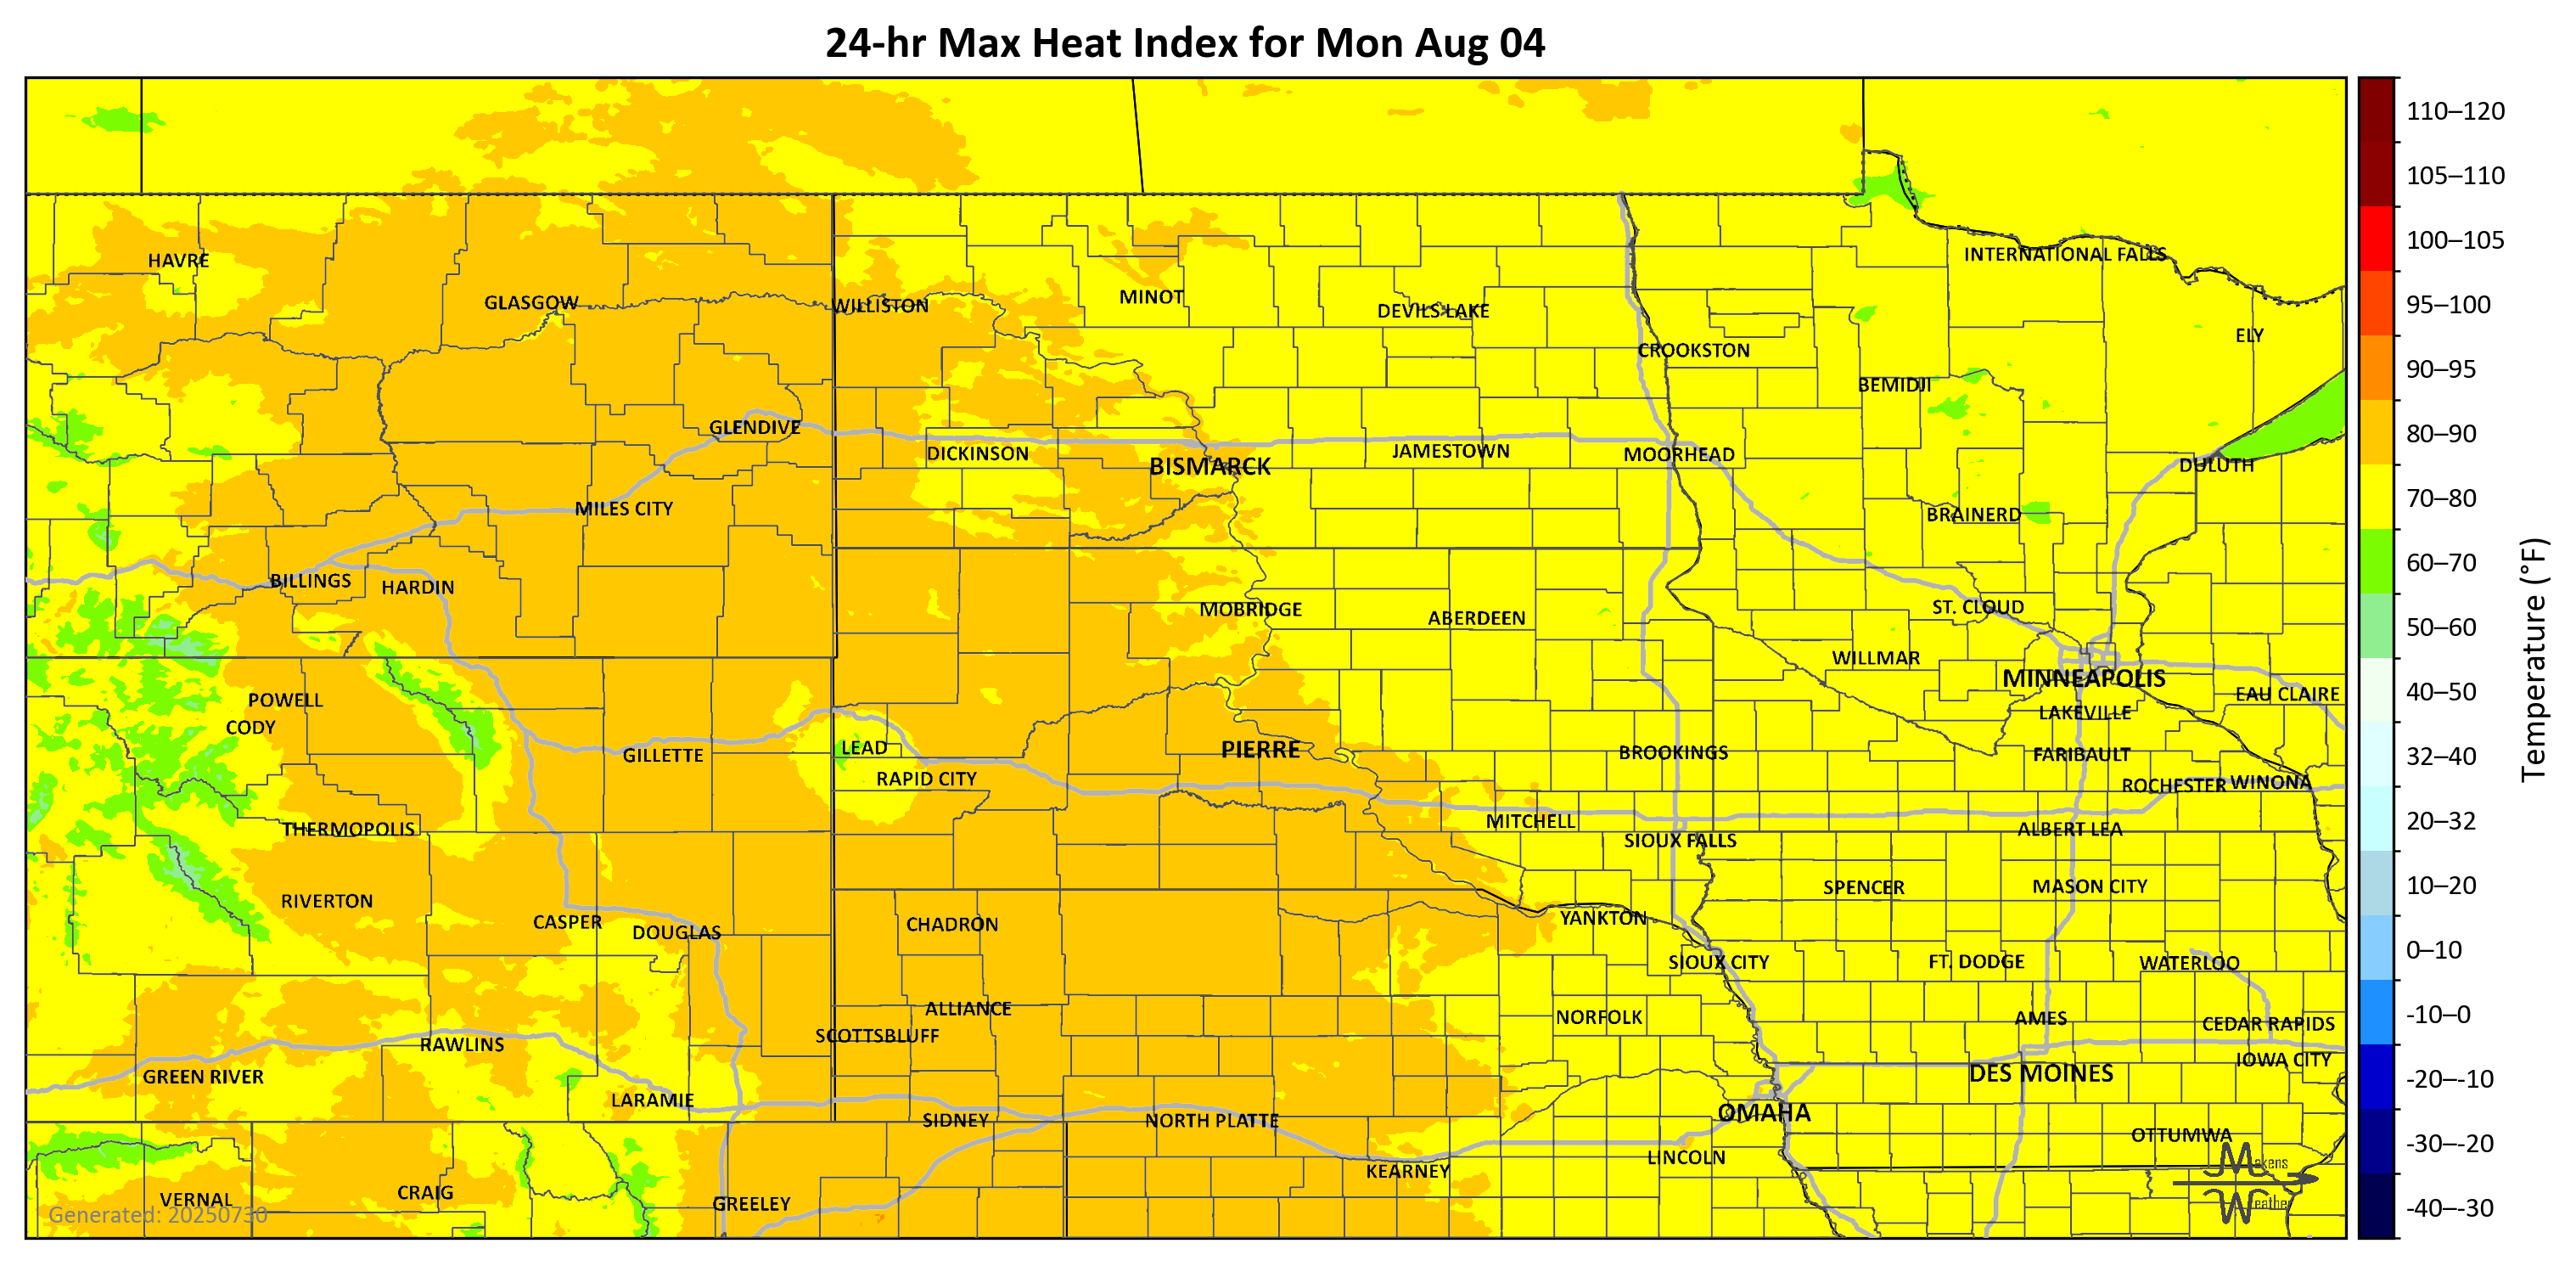 24-hr Max Heat Index for Mon Aug 04
110–120
105–110
100–105
95–100
90–95
80–90
70–80
60–70
50–60
40–50
32–40
20–32
10–20
0–10
-10–0
-20–-10
-30–-20
-40–-30
Temperature (°F)
HAVRE
INTERNATIONAL FALLS
GLASGOW
WILLISTON
MINOT
DEVILS LAKE
ELY
CROOKSTON
BEMIDJI
GLENDIVE
DICKINSON
BISMARCK
JAMESTOWN
MOORHEAD
DULUTH
MILES CITY
BRAINERD
BILLINGS
HARDIN
MOBRIDGE
ABERDEEN
ST. CLOUD
WILLMAR
MINNEAPOLIS
EAU CLAIRE
POWELL
CODY
LAKEVILLE
GILLETTE
LEAD
PIERRE
BROOKINGS
FARIBAULT
RAPID CITY
ROCHESTER
WINONA
THERMOPOLIS
MITCHELL
SIOUX FALLS
ALBERT LEA
RIVERTON
SPENCER
MASON CITY
CASPER
DOUGLAS
CHADRON
YANKTON
SIOUX CITY
FT. DODGE
WATERLOO
ALLIANCE
NORFOLK
AMES
CEDAR RAPIDS
SCOTTSBLUFF
RAWLINS
IOWA CITY
GREEN RIVER
DES MOINES
LARAMIE
SIDNEY
NORTH PLATTE
OMAHA
OTTUMWA
KEARNEY
LINCOLN
VERNAL
CRAIG
GREELEY
Makens
Weather
Generated: 20250730